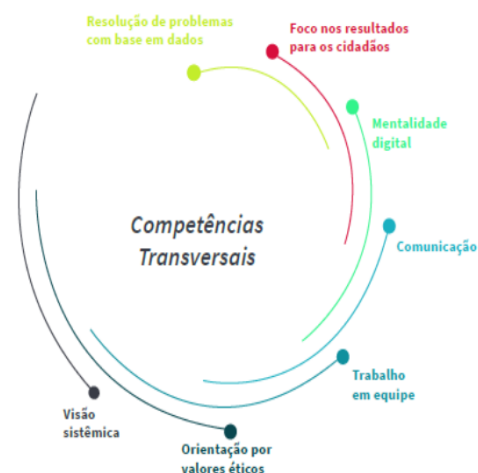 Resolução de problemas
com base em dados
Foco nos resultados
para os cidadãos
Mentalidade
digital
Comunicação
Competências
Transversais
Trabalho
em equipe
Visão
sistêmica
Orientação por
valores éticos